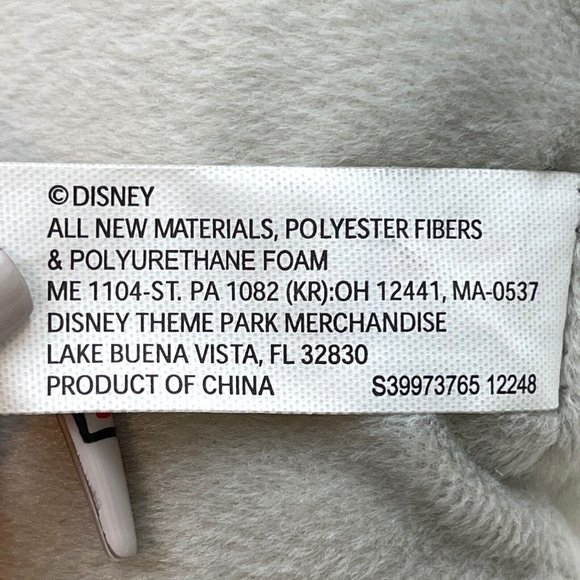 ©DISNEY
ALL NEW MATERIALS, POLYESTER FIBERS
& POLYURETHANE FOAM
ME 1104-ST. PA 1082 (KR):OH 12441, MA-0537
DISNEY THEME PARK MERCHANDISE
LAKE BUENA VISTA, FL 32830
PRODUCT OF CHINA S39973765 12248